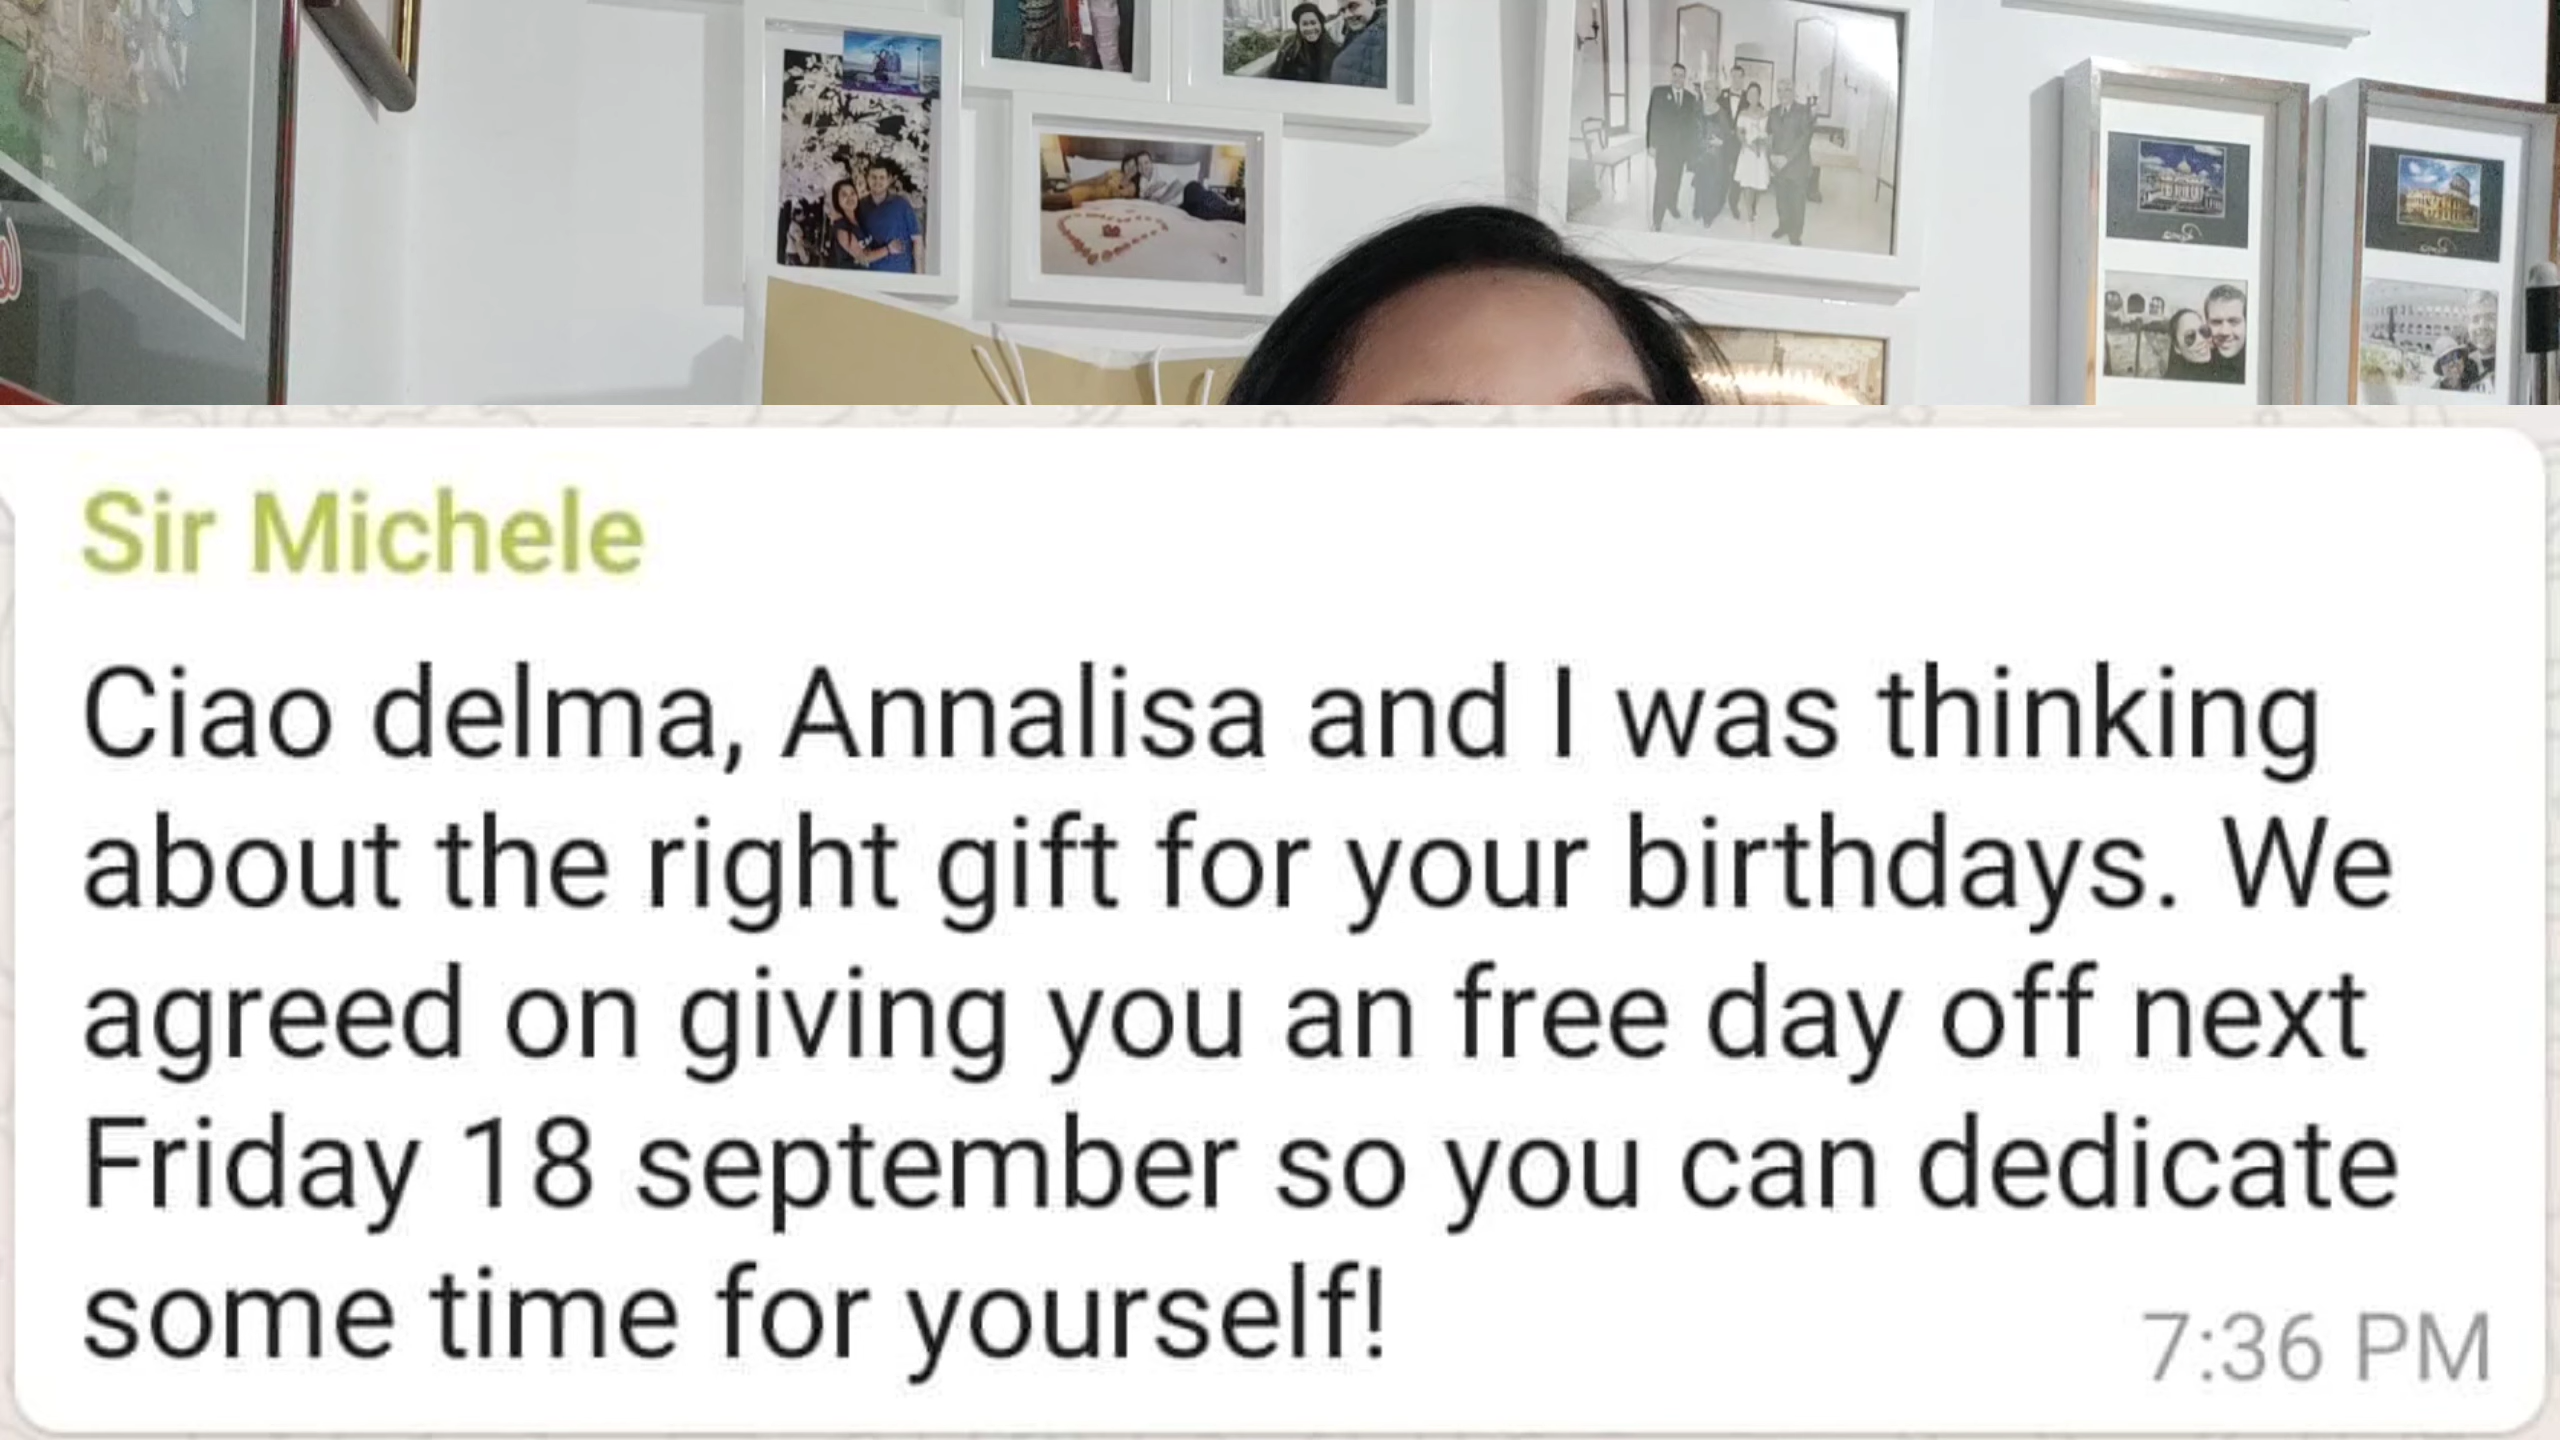 Sir Michele
Ciao delma, Annalisa and I was thinking
about the right gift for your birthdays. We
agreed on giving you an free day off next
Friday 18 september so you can dedicate
some time for yourself!
7:36 PM